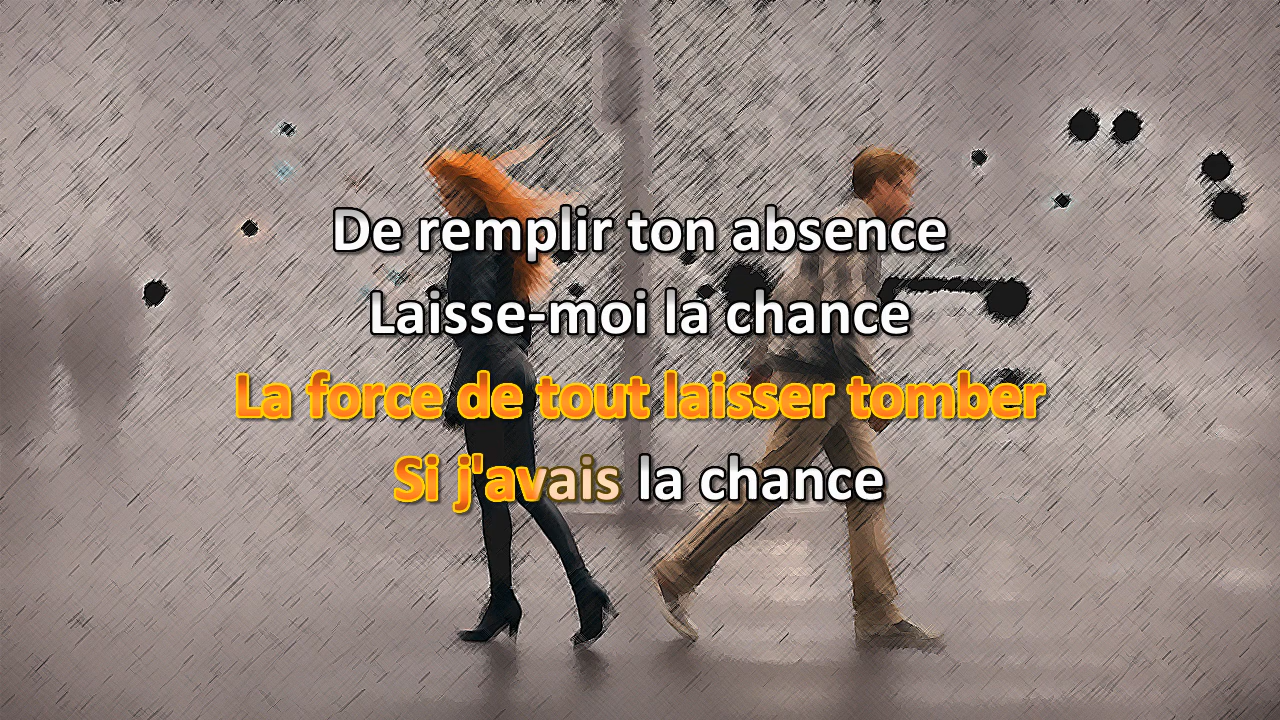 De remplir ton absence
Laisse-moi la chance
La force de tout laisser tomber
Si j'avais la chance